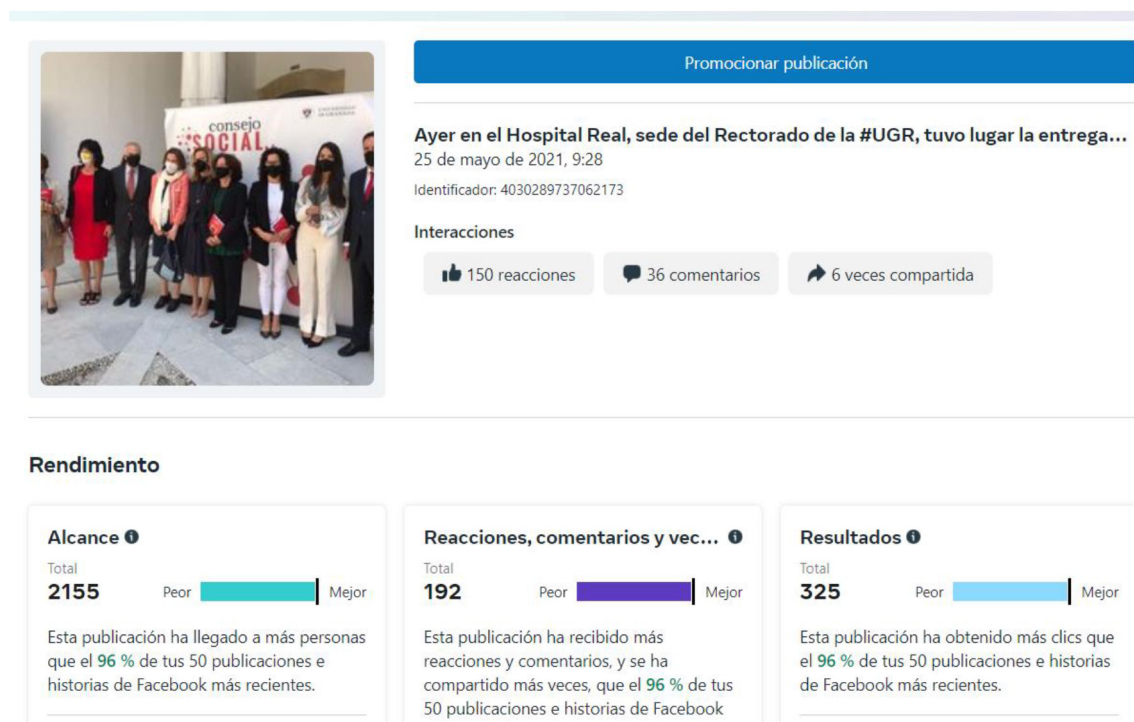 consejo
SOCIAL
UNIVERSIDAD
DE GRANADA
Promocionar publicación
Ayer en el Hospital Real, sede del Rectorado de la #UGR, tuvo lugar la entrega...
25 de mayo de 2021, 9:28
Identificador: 4030289737062173
Interacciones
150 reacciones
36 comentarios
6 veces compartida
Rendimiento
Alcance
Total
2155
Peor
Mejor
Esta publicación ha llegado a más personas
que el 96 % de tus 50 publicaciones e
historias de Facebook más recientes.
Reacciones, comentarios y vec...
Total
192
Peor
Mejor
Esta publicación ha recibido más
reacciones y comentarios, y se ha
compartido más veces, que el 96 % de tus
50 publicaciones e historias de Facebook
Resultados
Total
325
Peor
Mejor
Esta publicación ha obtenido más clics que
el 96 % de tus 50 publicaciones e historias
de Facebook más recientes.